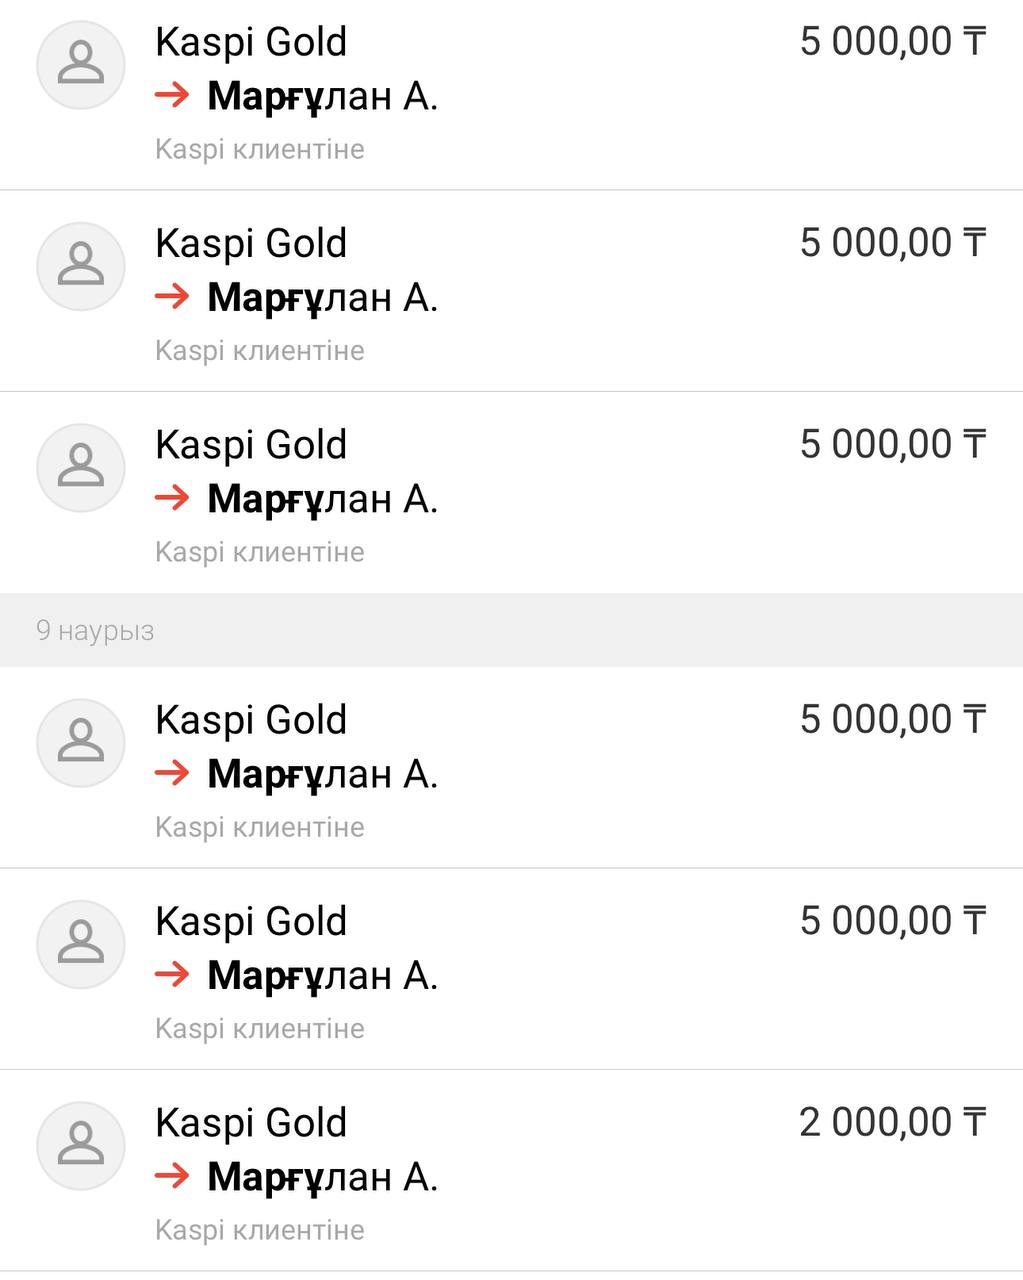 Kaspi Gold 5 000,00 ₸
→ Марғұлан А.
Kaspi клиентіне
Kaspi Gold 5 000,00 ₸
→ Марғұлан А.
Kaspi клиентіне
Kaspi Gold 5 000,00 ₸
→ Марғұлан А.
Kaspi клиентіне
9 наурыз
Kaspi Gold 5 000,00 ₸
→ Марғұлан А.
Kaspi клиентіне
Kaspi Gold 5 000,00 ₸
→ Марғұлан А.
Kaspi клиентіне
Kaspi Gold 2 000,00 ₸
→ Марғұлан А.
Kaspi клиентіне